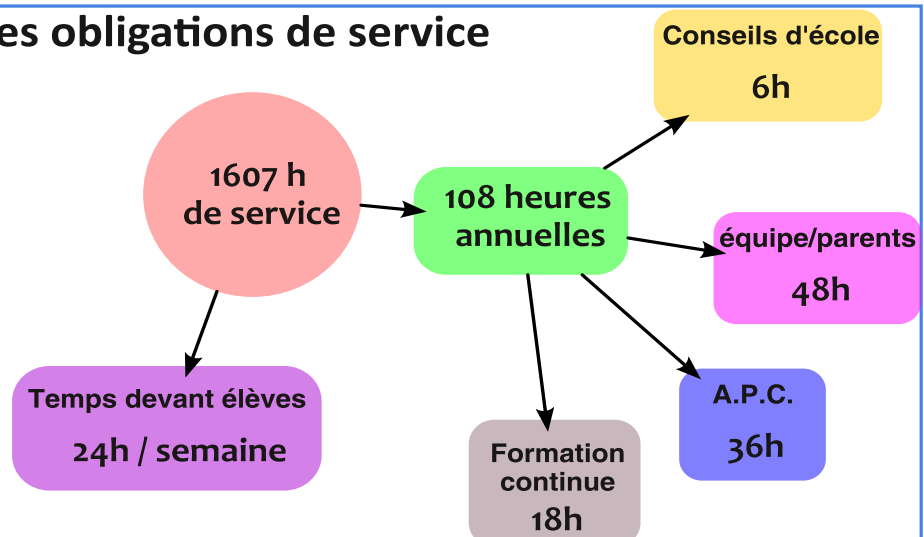 es obligations de service
Conseils d'école
6h
1607 h
de service
108 heures
annuelles
équipe/parents
48h
Temps devant élèves
24h / semaine
A.P.C.
36h
Formation
continue
18h